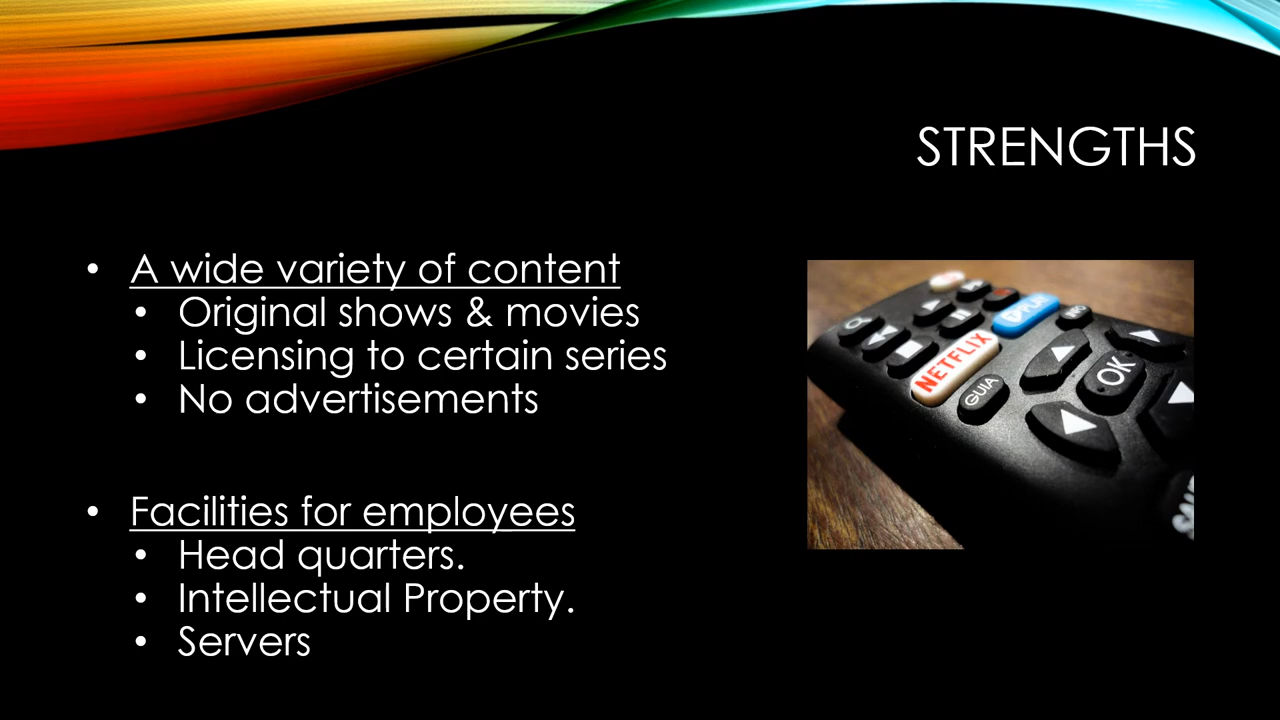 STRENGTHS
• A wide variety of content
• Original shows & movies
• Licensing to certain series
• No advertisements
• Facilities for employees
• Head quarters.
• Intellectual Property.
• Servers
NETFLIX
GUIA
OK